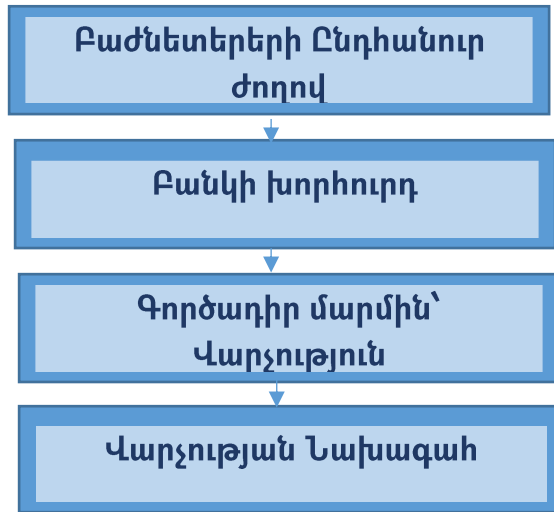 Բաժնետերերի Ընդհանուր
ժողով
Բանկի խորհուրդ
Գործադիր մարմին՝
Վարչություն
Վարչության Նախագահ